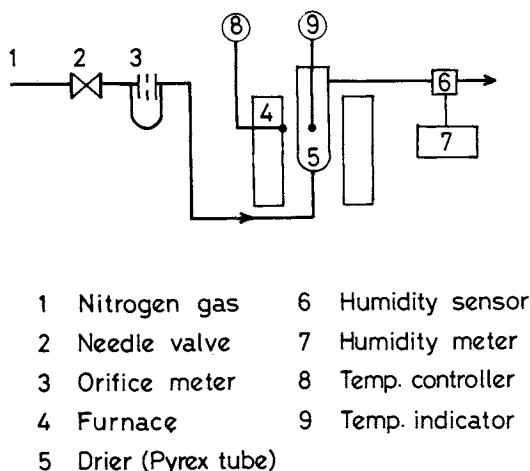 8 9
1 2 3
4
5
6
7
1 Nitrogen gas
2 Needle valve
3 Orifice meter
4 Furnace
5 Drier (Pyrex tube)
6 Humidity sensor
7 Humidity meter
8 Temp. controller
9 Temp. indicator